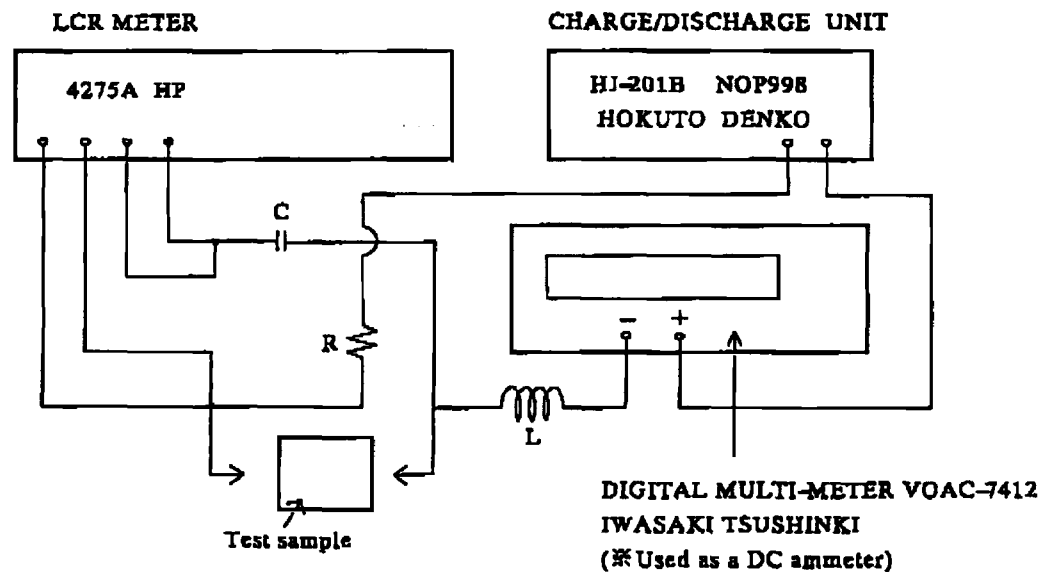 LCR METER
CHARGE/DISCHARGE UNIT
4275A HP
HJ-201B NOP998
HOKUTO DENKO
C
R
- +
L
Test sample
DIGITAL MULTI-METER VOAC-7412
IWASAKI TSUSHINKI
(※Used as a DC ammeter)